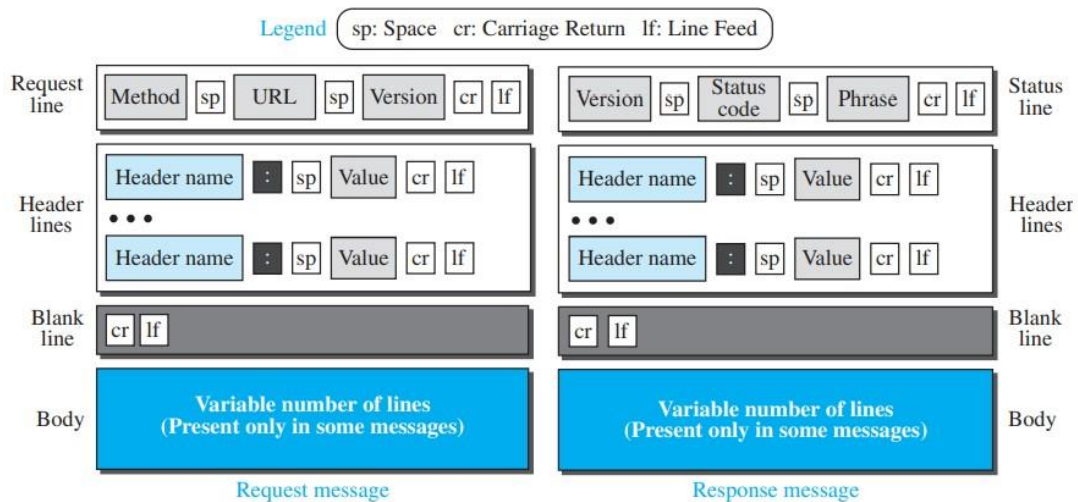 Legend sp: Space cr: Carriage Return lf: Line Feed
Request line
Method sp URL sp Version cr lf
Header lines
Header name : sp Value cr lf
• • •
Header name : sp Value cr lf
Blank line
cr lf
Body
Variable number of lines
(Present only in some messages)
Request message
Version sp Status code sp Phrase cr lf
Status line
Header name : sp Value cr lf
• • •
Header name : sp Value cr lf
Header lines
cr lf
Blank line
Variable number of lines
(Present only in some messages)
Body
Response message